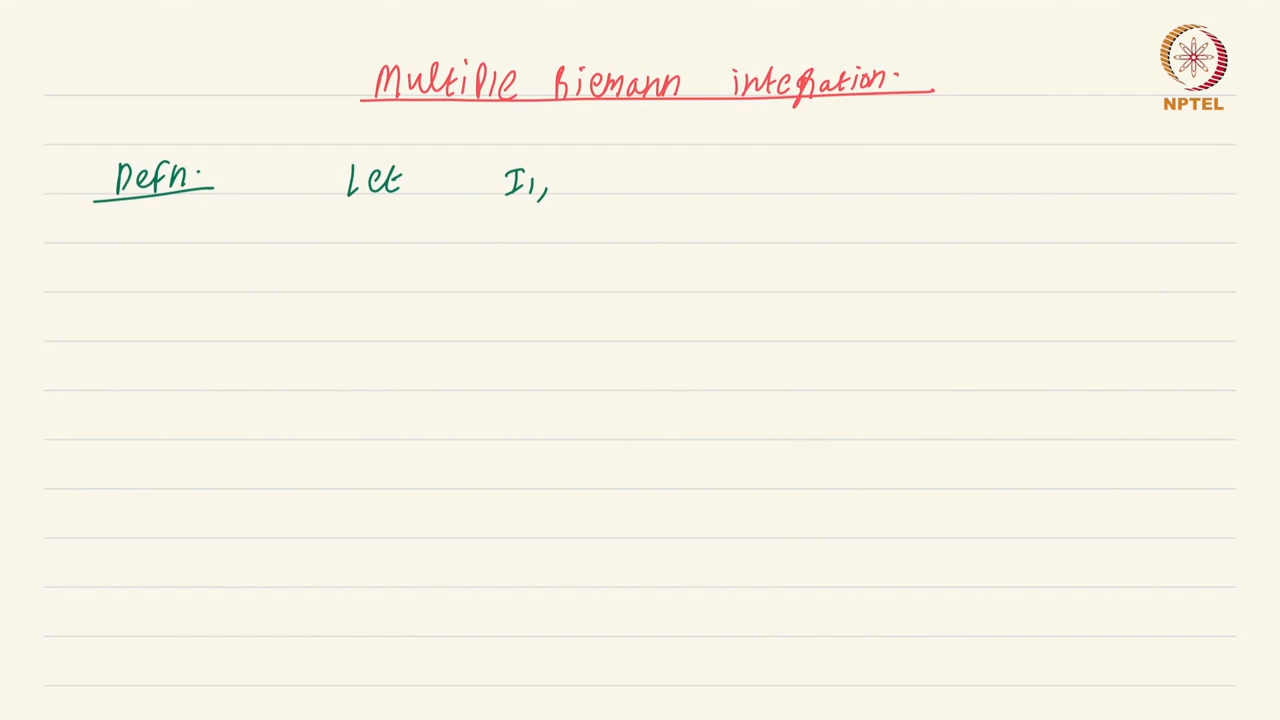 Multiple Riemann integration.
NPTEL
Defn. Let I1,